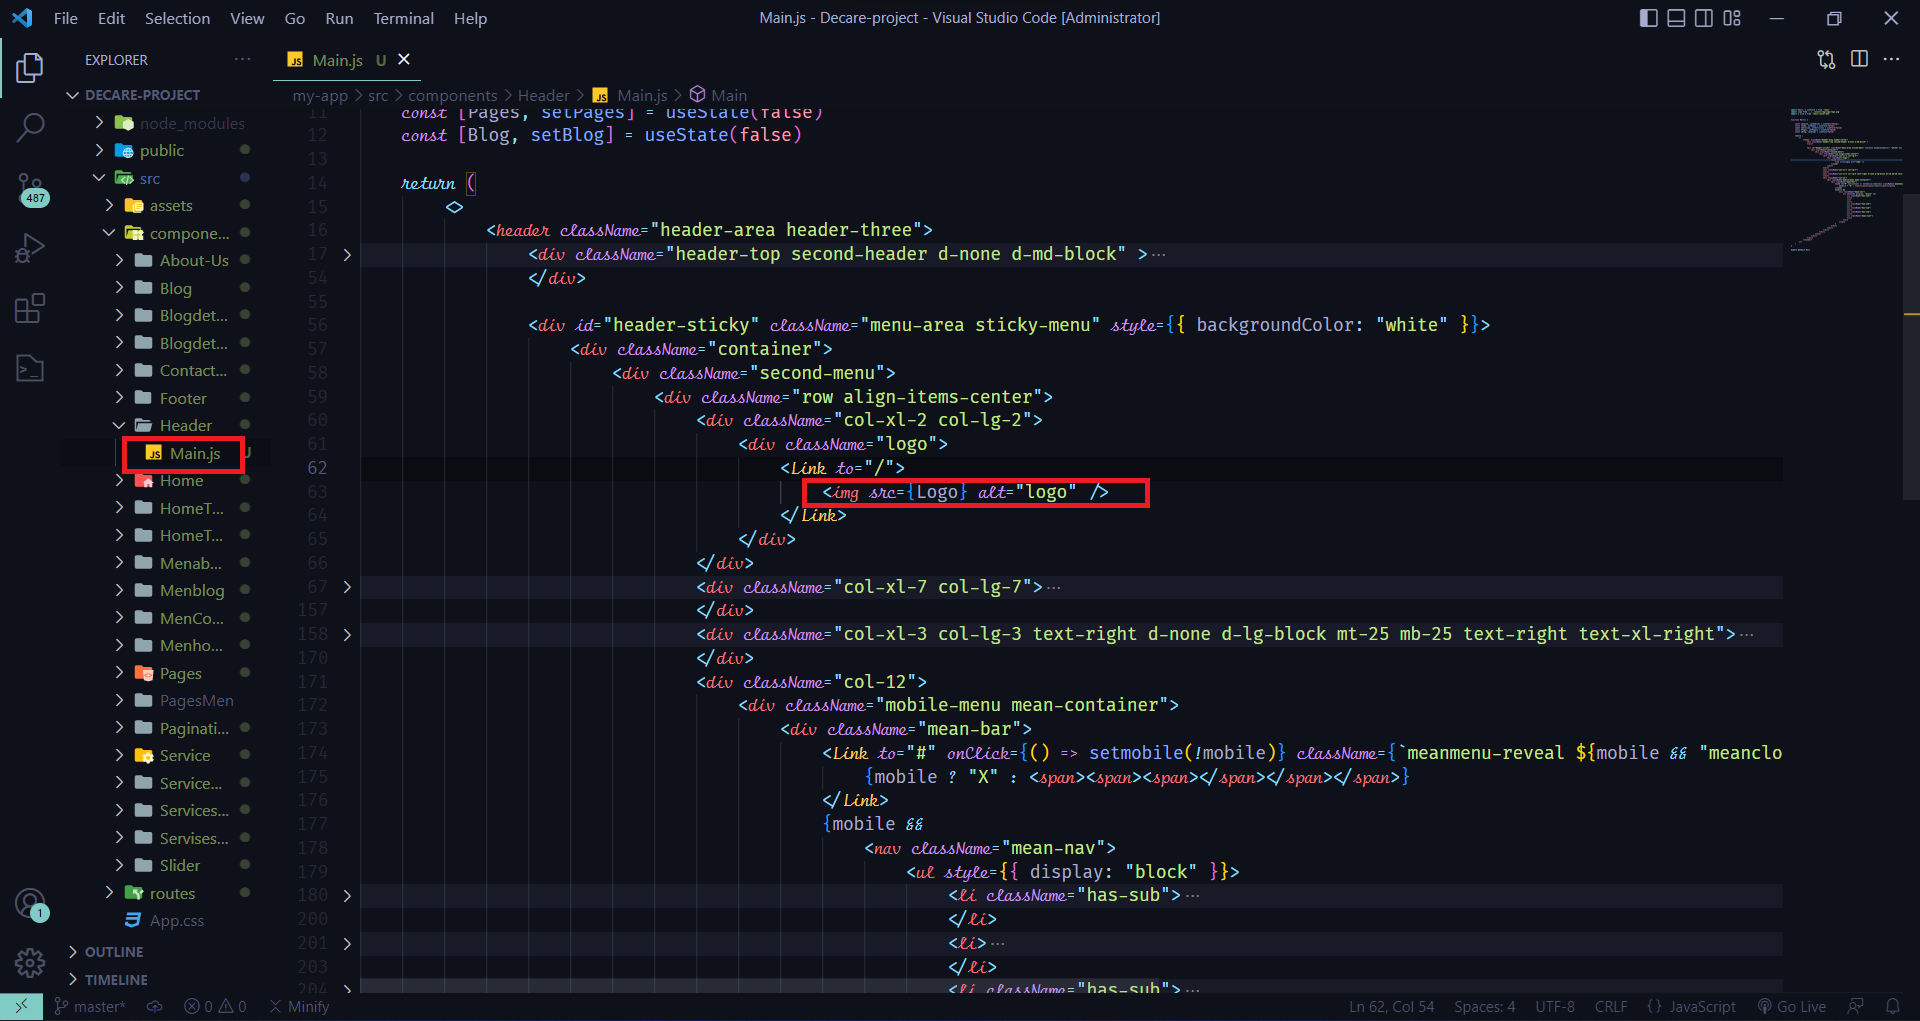 File Edit Selection View Go Run Terminal Help
Main.js - Decare-project - Visual Studio Code [Administrator]
EXPLORER
DECARE-PROJECT
node_modules
public
src
assets
compone...
About-Us
Blog
Blogdet...
Blogdet...
Contact...
Footer
Header
JS Main.js U
Home
HomeT...
HomeT...
Menab...
Menblog
MenCo...
Menho...
Pages
PagesMen
Paginati...
Service
Service...
Services...
Servises...
Slider
routes
App.css
OUTLINE
TIMELINE
487
1
JS Main.js U
my-app > src > components > Header > JS Main.js > Main
11 const [Pages, setPages] = useState(false)
12 const [Blog, setBlog] = useState(false)
13
14 return (
15 <>
16 <header className="header-area header-three">
17 <div className="header-top second-header d-none d-md-block" >···
54 </div>
55
56 <div id="header-sticky" className="menu-area sticky-menu" style={{ backgroundColor: "white" }}>
57 <div className="container">
58 <div className="second-menu">
59 <div className="row align-items-center">
60 <div className="col-xl-2 col-lg-2">
61 <div className="logo">
62 <Link to="/">
63 <img src={Logo} alt="logo" />
64 </Link>
65 </div>
66 </div>
67 <div className="col-xl-7 col-lg-7">···
157 </div>
158 <div className="col-xl-3 col-lg-3 text-right d-none d-lg-block mt-25 mb-25 text-right text-xl-right">···
170 </div>
171 <div className="col-12">
172 <div className="mobile-menu mean-container">
173 <div className="mean-bar">
174 <Link to="#" onClick={() => setmobile(!mobile)} className={`meanmenu-reveal ${mobile && "meanclo
175 {mobile ? "X" : <span><span><span></span></span></span>}
176 </Link>
177 {mobile &&
178 <nav className="mean-nav">
179 <ul style={{ display: "block" }}>
180 <li className="has-sub">···
200 </li>
201 <li>···
203 </li>
204 <li className="has-sub">···
master* 0 0 Minify
Ln 62, Col 54 Spaces: 4 UTF-8 CRLF {} JavaScript Go Live